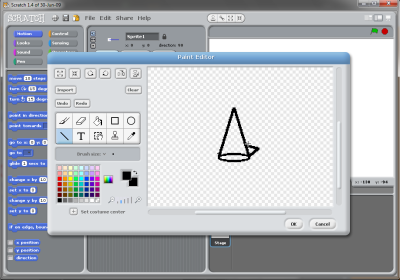 Scratch 1.4 of 30-Jun-09
SCRATCH
File Edit Share Help
Motion
Control
Looks
Sensing
Sound
Pen
Sprite1
direction: 90
move 10 steps
turn 15 degrees
turn 15 degrees
point in direction
point towards
go to x: 0 y: 0
go to
glide 1 secs to
change x by 10
set x to 0
change y by 10
set y to 0
if on edge, bounce
x position
y position
direction
Paint Editor
Import
Clear
Undo
Redo
T
Brush size:
Set costume center
OK
Cancel
Stage